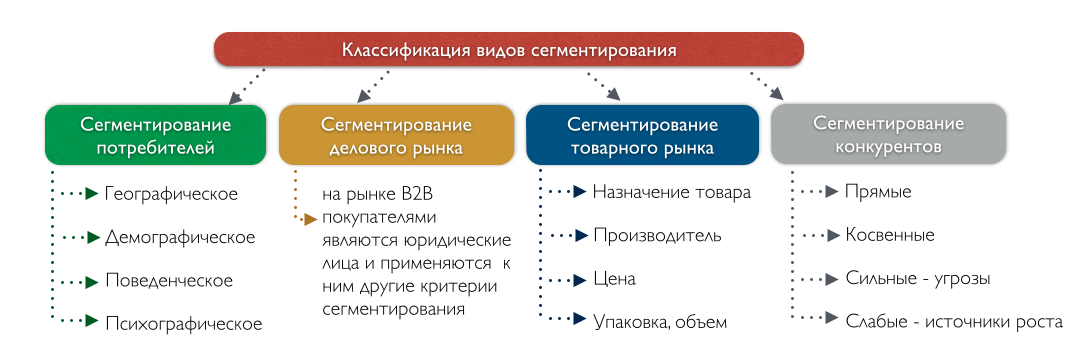 Классификация видов сегментирования
Сегментирование
потребителей
Географическое
Демографическое
Поведенческое
Психографическое
Сегментирование
делового рынка
на рынке B2B
покупателями
являются юридические
лица и применяются к
ним другие критерии
сегментирования
Сегментирование
товарного рынка
Назначение товара
Производитель
Цена
Упаковка, объем
Сегментирование
конкурентов
Прямые
Косвенные
Сильные - угрозы
Слабые - источники роста